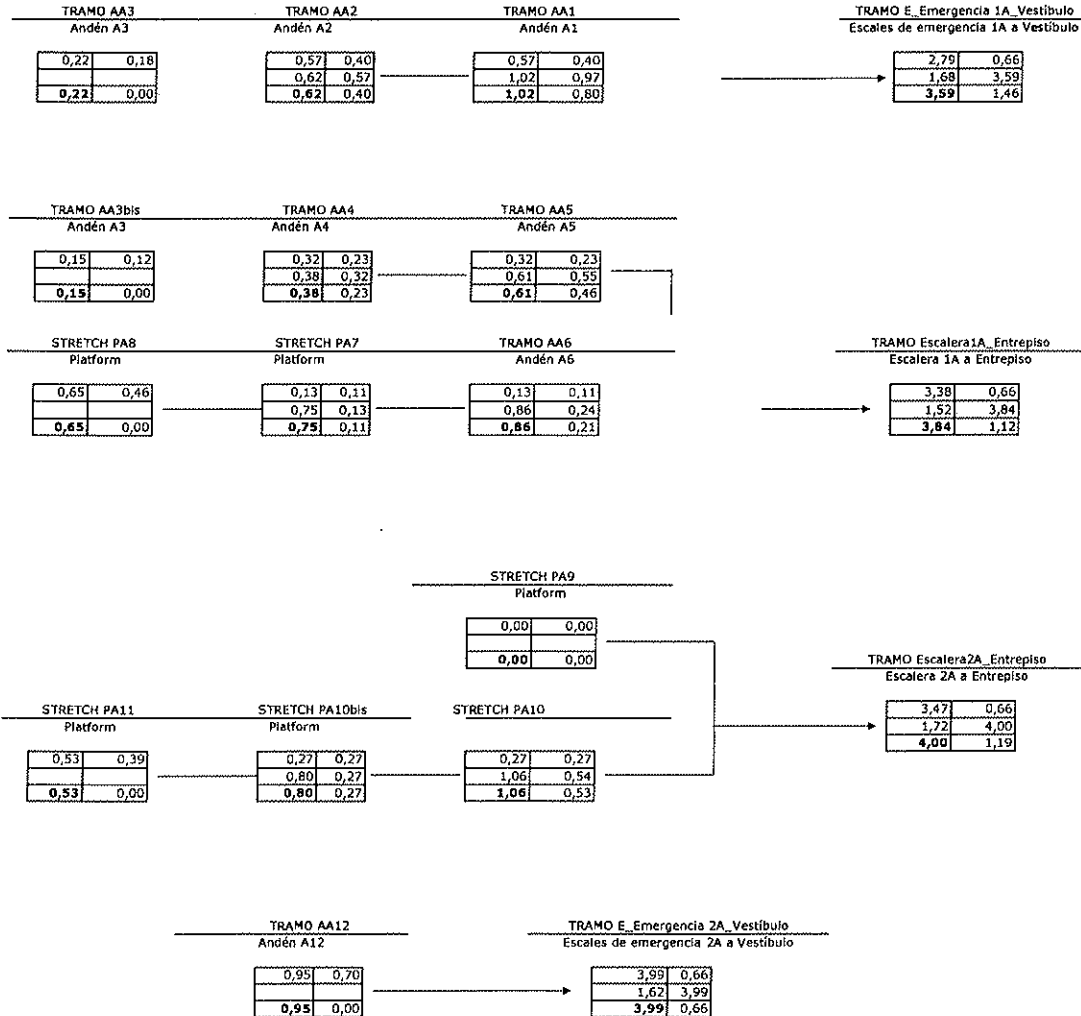 TRAMO AA3 TRAMO AA2 TRAMO AA1 TRAMO E_Emergencia 1A_Vestíbulo
Andén A3 Andén A2 Andén A1 Escales de emergencia 1A a Vestíbulo
0,22 0,18 0,57 0,40 0,57 0,40 2,79 0,66
0,62 0,57 1,02 0,97 1,68 3,59
0,22 0,00 0,62 0,40 1,02 0,80 3,59 1,46
TRAMO AA3bis TRAMO AA4 TRAMO AA5
Andén A3 Andén A4 Andén A5
0,15 0,12 0,32 0,23 0,32 0,23
0,38 0,32 0,61 0,55
0,15 0,00 0,38 0,23 0,61 0,46
STRETCH PA8 STRETCH PA7 TRAMO AA6 TRAMO Escalera1A_Entrepiso
Platform Platform Andén A6 Escalera 1A a Entrepiso
0,65 0,46 0,13 0,11 0,13 0,11 3,38 0,66
0,75 0,13 0,86 0,24 1,52 3,84
0,65 0,00 0,75 0,11 0,86 0,21 3,84 1,12
STRETCH PA9
Platform
0,00 0,00
0,00 0,00
TRAMO Escalera2A_Entrepiso
Escalera 2A a Entrepiso
3,47 0,66
1,72 4,00
4,00 1,19
STRETCH PA11 STRETCH PA10bis STRETCH PA10
Platform Platform
0,53 0,39 0,27 0,27 0,27 0,27
0,80 0,27 1,06 0,54
0,53 0,00 0,80 0,27 1,06 0,53
TRAMO AA12 TRAMO E_Emergencia 2A_Vestíbulo
Andén A12 Escales de emergencia 2A a Vestíbulo
0,95 0,70 3,99 0,66
1,62 3,99
0,95 0,00 3,99 0,66